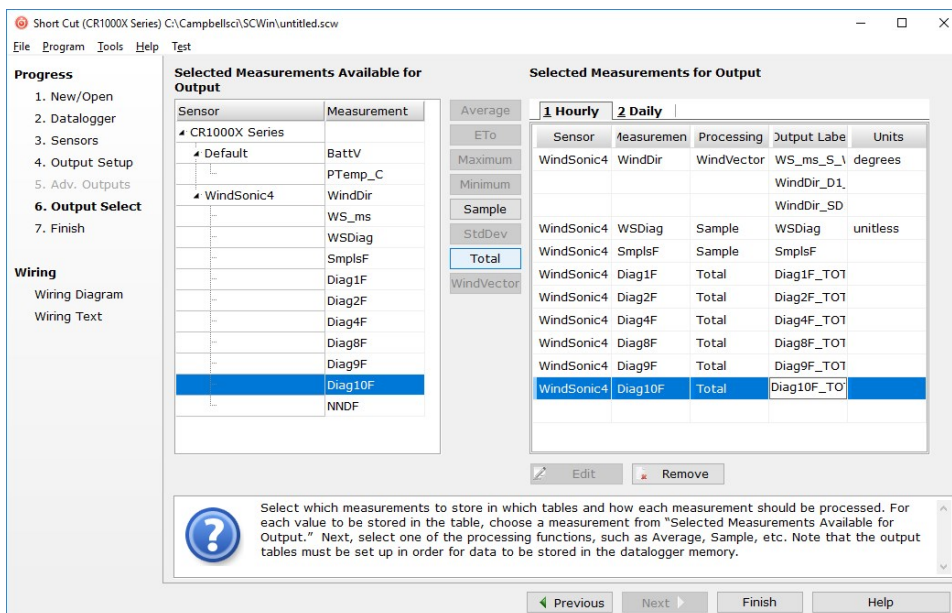 Short Cut (CR1000X Series) C:\Campbellsci\SCWin\untitled.scw
File Program Tools Help Test
Progress
1. New/Open
2. Datalogger
3. Sensors
4. Output Setup
5. Adv. Outputs
6. Output Select
7. Finish
Wiring
Wiring Diagram
Wiring Text
Selected Measurements Available for
Output
Sensor Measurement
CR1000X Series
Default BattV
PTemp_C
WindSonic4 WindDir
WS_ms
WSDiag
SmplsF
Diag1F
Diag2F
Diag4F
Diag8F
Diag9F
Diag10F
NNDF
Average
ETo
Maximum
Minimum
Sample
StdDev
Total
WindVector
Selected Measurements for Output
1 Hourly 2 Daily
Sensor Measuremen Processing Output Labe Units
WindSonic4 WindDir WindVector WS_ms_S_\ degrees
WindDir_D1_
WindDir_SD
WindSonic4 WSDiag Sample WSDiag unitless
WindSonic4 SmplsF Sample SmplsF
WindSonic4 Diag1F Total Diag1F_TOT
WindSonic4 Diag2F Total Diag2F_TOT
WindSonic4 Diag4F Total Diag4F_TOT
WindSonic4 Diag8F Total Diag8F_TOT
WindSonic4 Diag9F Total Diag9F_TOT
WindSonic4 Diag10F Total Diag10F_TO
Edit Remove
Select which measurements to store in which tables and how each measurement should be processed. For
each value to be stored in the table, choose a measurement from “Selected Measurements Available for
Output.” Next, select one of the processing functions, such as Average, Sample, etc. Note that the output
tables must be set up in order for data to be stored in the datalogger memory.
Previous Next Finish Help